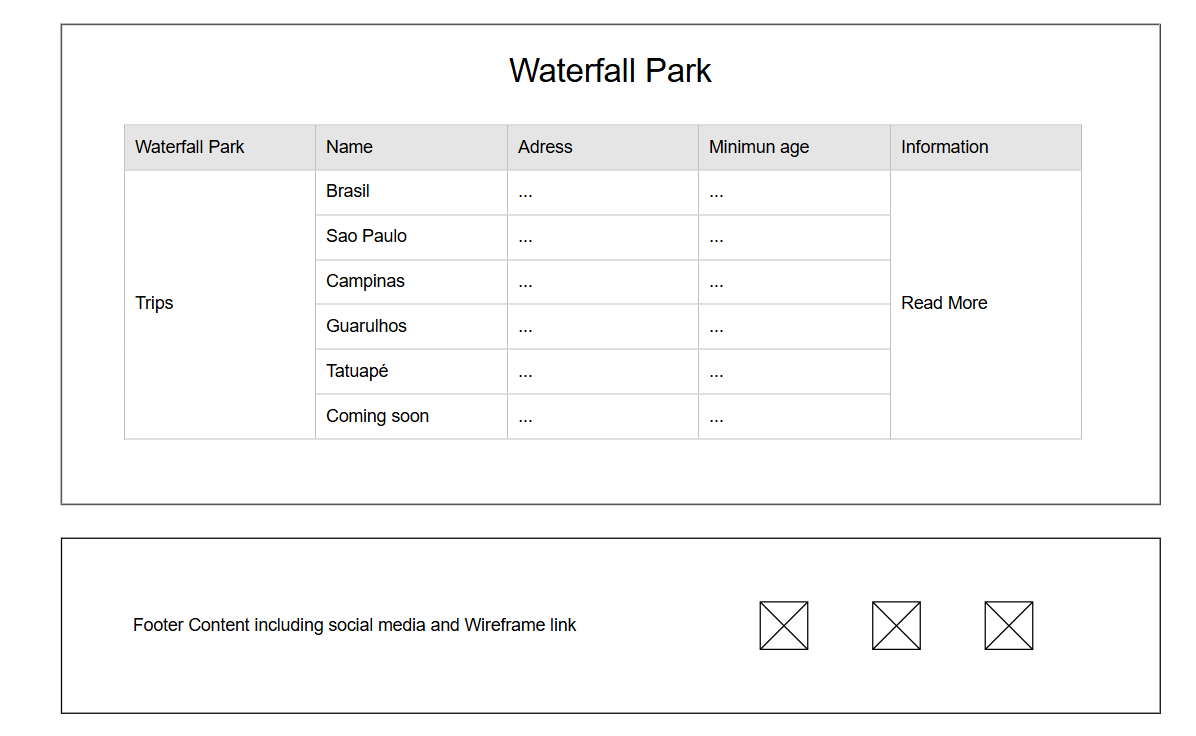 Waterfall Park
Waterfall Park Name Adress Minimun age Information
Brasil ... ...
Sao Paulo ... ...
Campinas ... ...
Trips Read More
Guarulhos ... ...
Tatuapé ... ...
Coming soon ... ...
Footer Content including social media and Wireframe link